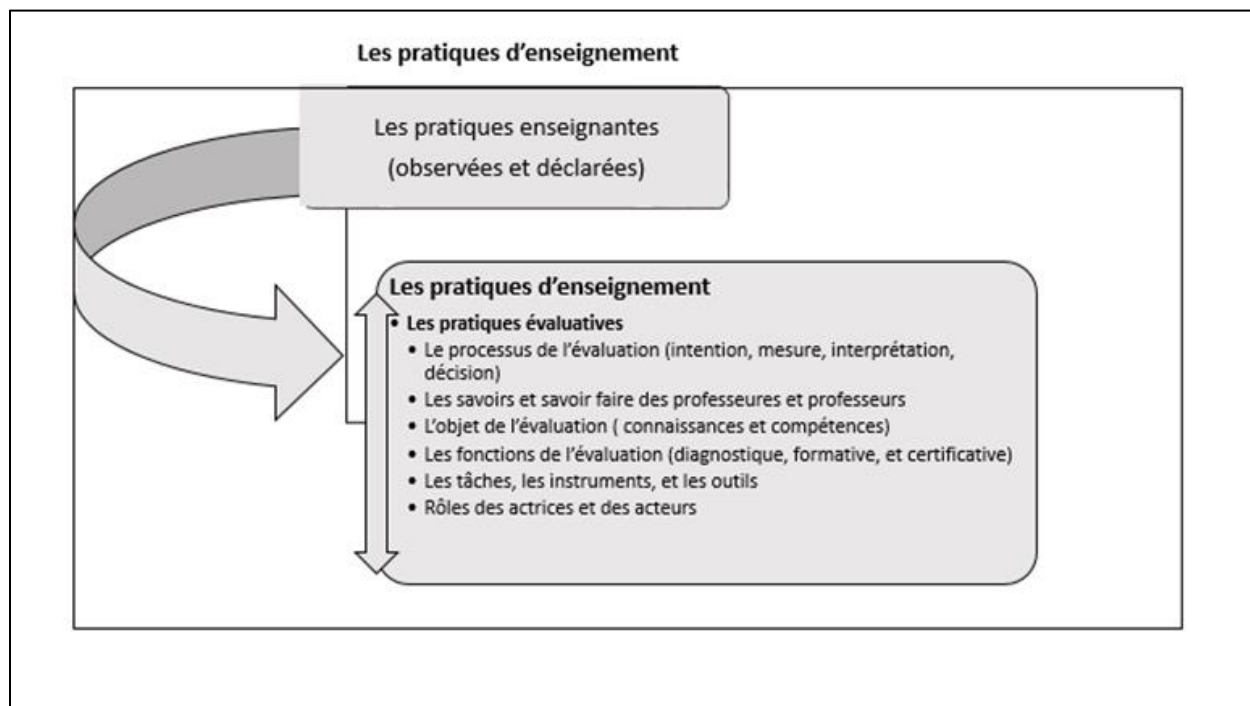 Les pratiques d'enseignement
Les pratiques enseignantes
(observées et déclarées)
Les pratiques d'enseignement
• Les pratiques évaluatives
• Le processus de l'évaluation (intention, mesure, interprétation,
décision)
• Les savoirs et savoir faire des professeures et professeurs
• L'objet de l'évaluation ( connaissances et compétences)
• Les fonctions de l'évaluation (diagnostique, formative, et certificative)
• Les tâches, les instruments, et les outils
• Rôles des actrices et des acteurs